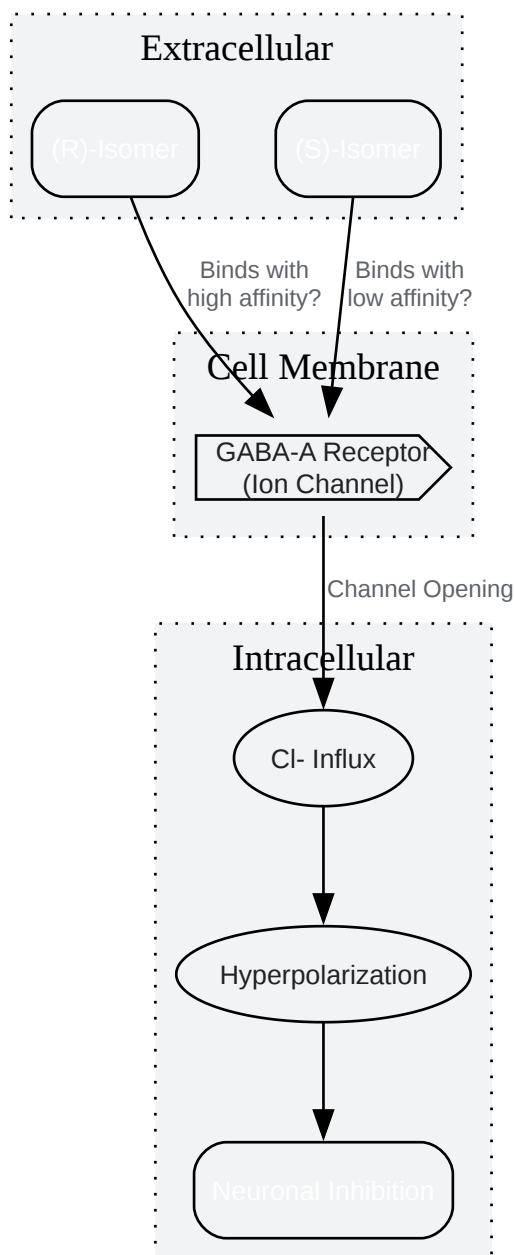 Extracellular
(R)-Isomer
(S)-Isomer
Binds with
high affinity?
Binds with
low affinity?
Cell Membrane
GABA-A Receptor
(Ion Channel)
Channel Opening
Intracellular
Cl- Influx
Hyperpolarization
Neuronal Inhibition